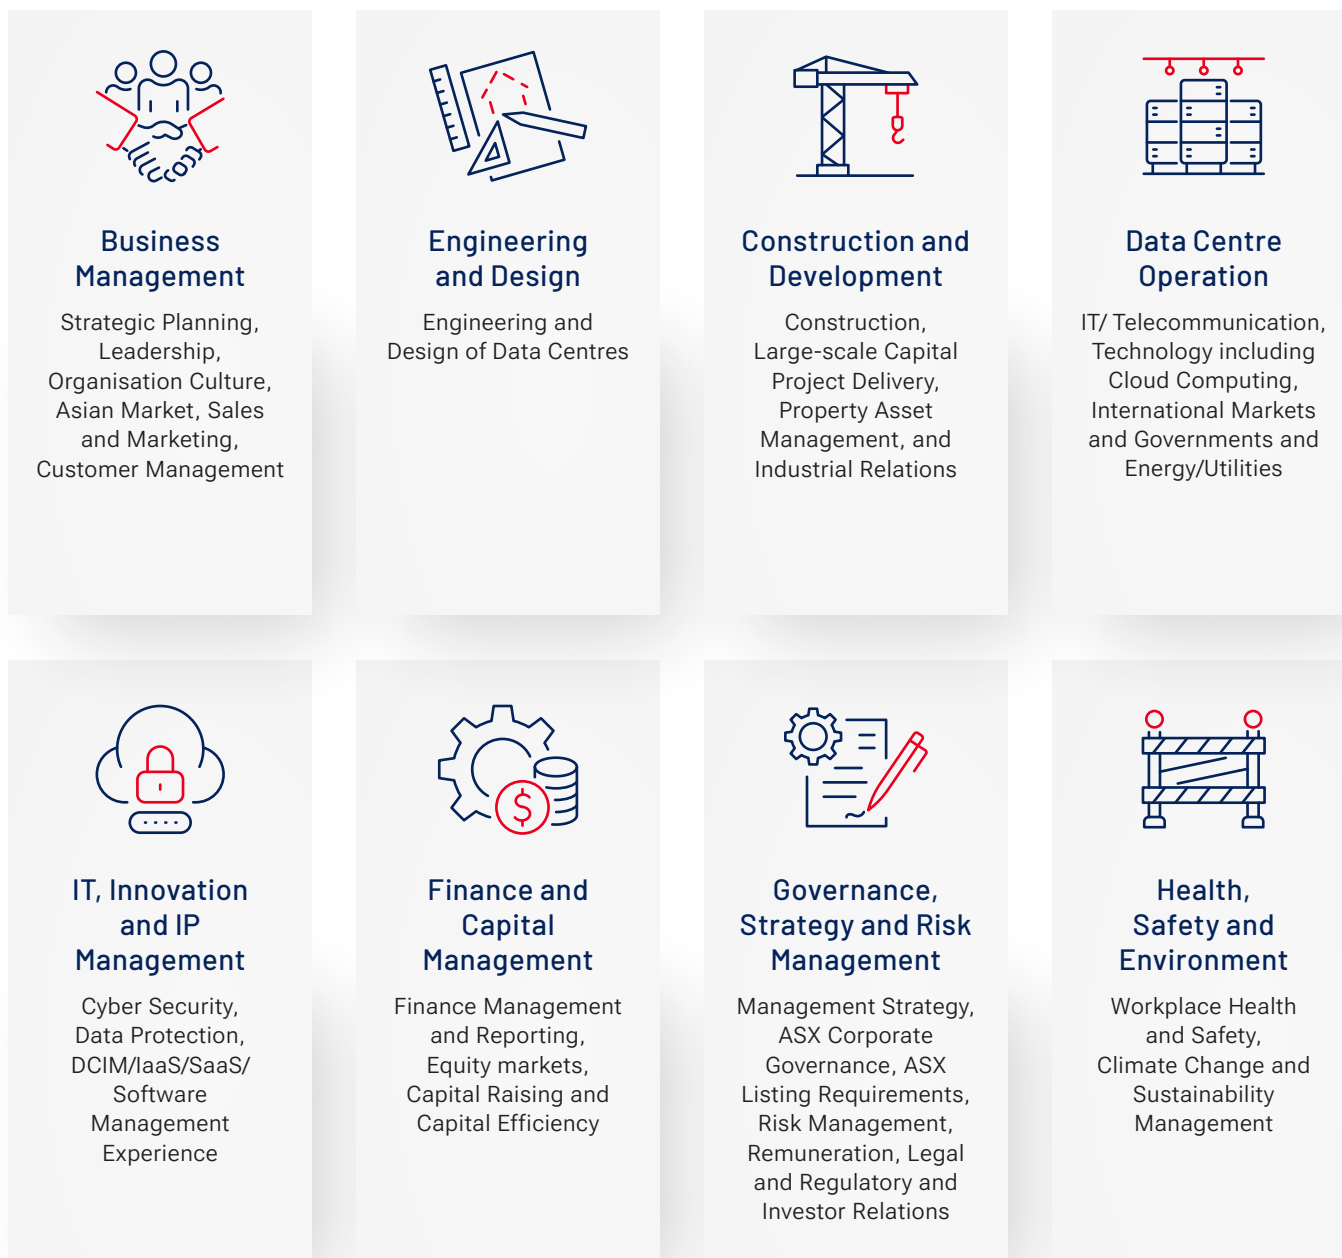 Business
Management
Strategic Planning,
Leadership,
Organisation Culture,
Asian Market, Sales
and Marketing,
Customer Management
Engineering
and Design
Engineering and
Design of Data Centres
Construction and
Development
Construction,
Large-scale Capital
Project Delivery,
Property Asset
Management, and
Industrial Relations
Data Centre
Operation
IT/ Telecommunication,
Technology including
Cloud Computing,
International Markets
and Governments and
Energy/Utilities
IT, Innovation
and IP
Management
Cyber Security,
Data Protection,
DCIM/IaaS/SaaS/
Software
Management
Experience
$
Finance and
Capital
Management
Finance Management
and Reporting,
Equity markets,
Capital Raising and
Capital Efficiency
Governance,
Strategy and Risk
Management
Management Strategy,
ASX Corporate
Governance, ASX
Listing Requirements,
Risk Management,
Remuneration, Legal
and Regulatory and
Investor Relations
Health,
Safety and
Environment
Workplace Health
and Safety,
Climate Change and
Sustainability
Management